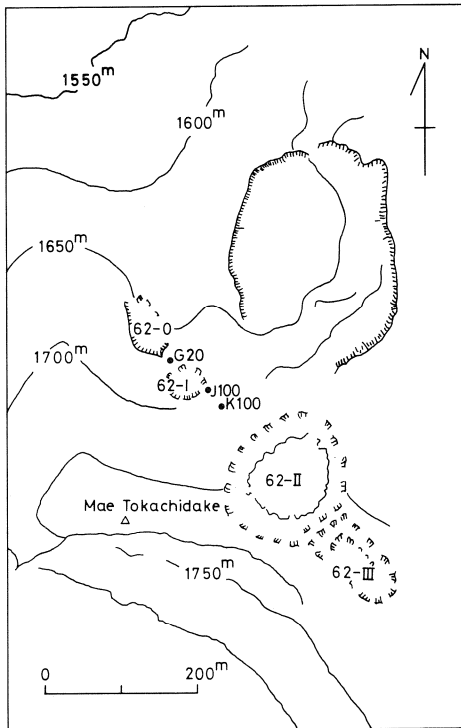 1550m
N
1600m
1650m
62-0
G20
1700m
62-I
J100
K100
62-II
Mae Tokachidake
62-III
1750m
0 200m